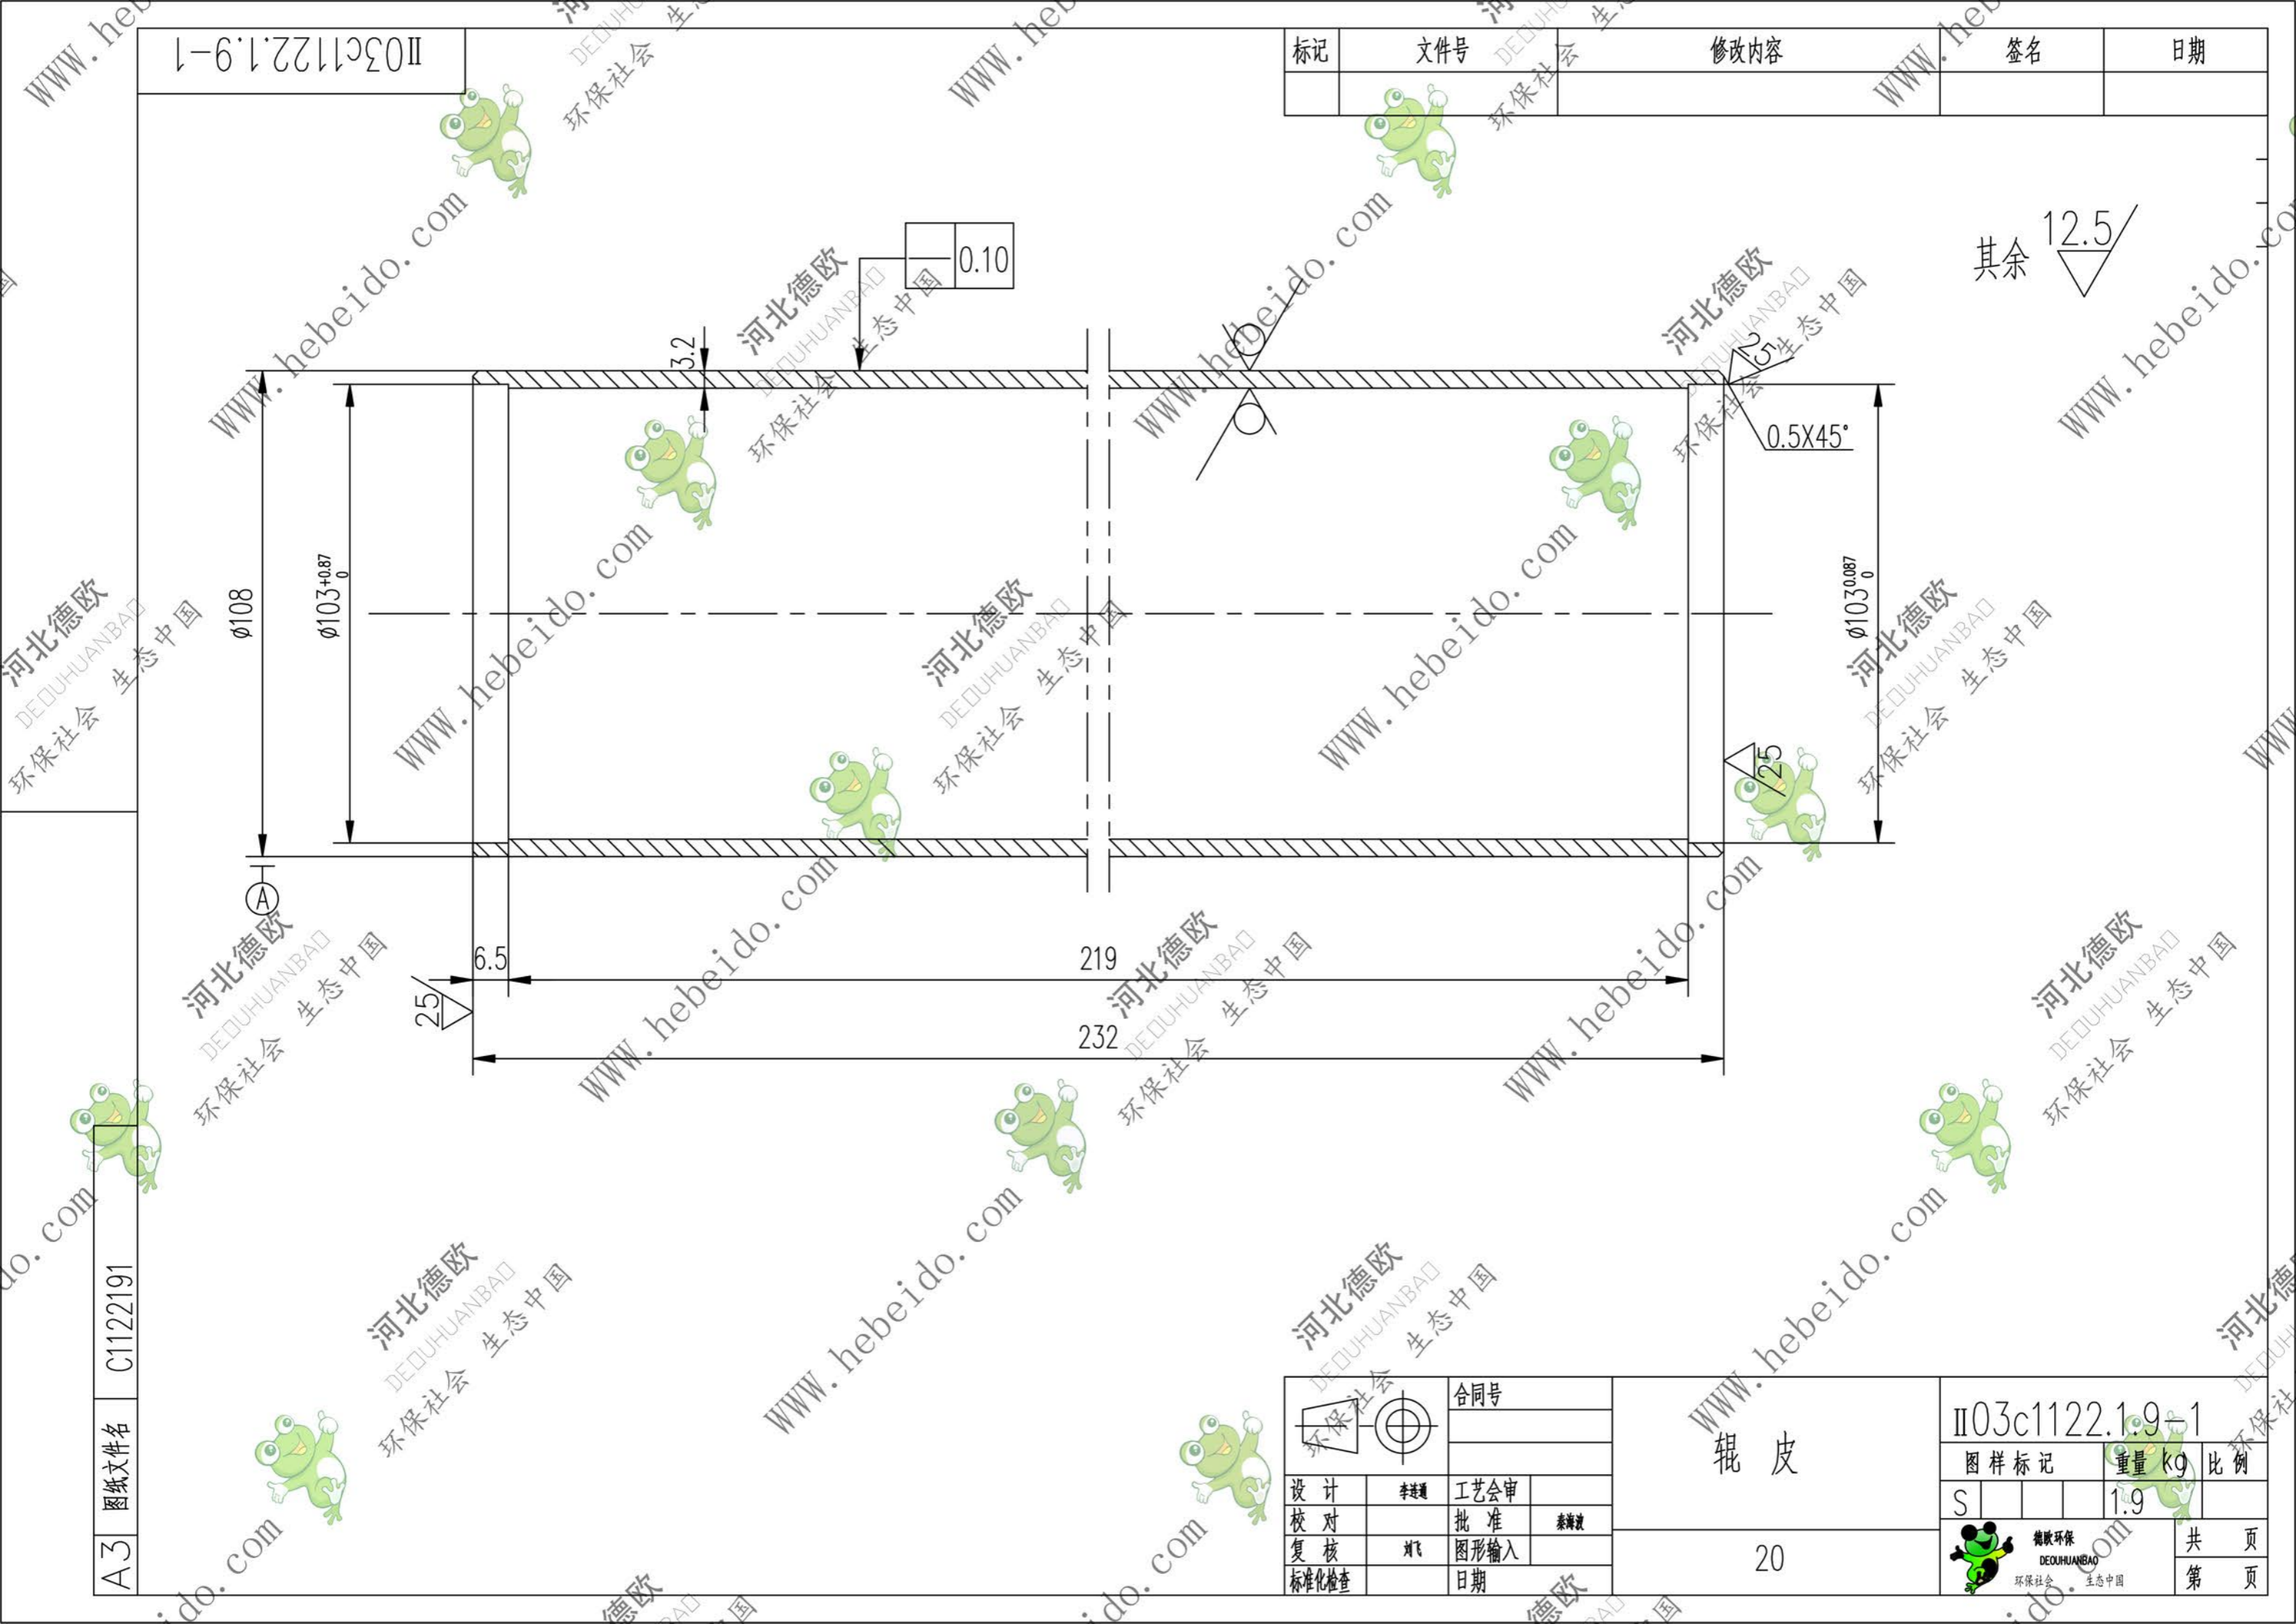 Ⅱ03c1122.1.9-1
标记 文件号 修改内容 签名 日期
其余 12.5
0.10
3.2
25
0.5X45°
ø108
ø103+0.87 0
ø103 0.087 0
25
A
6.5
219
25
232
C1122191
图纸文件名
A3
合同号
设 计 李连通 工艺会审
校 对 批 准 秦海波
复 核 刘飞 图形输入
标准化检查 日期
辊 皮
20
Ⅱ03c1122.1.9-1
图 样 标 记 重量 kg 比 例
S 1.9
德欧环保
DEOUHUANBAO
环保社会 生态中国
共 页
第 页
河北德欧
DEOUHUANBAO
环保社会 生态中国
WWW.hebeido.com